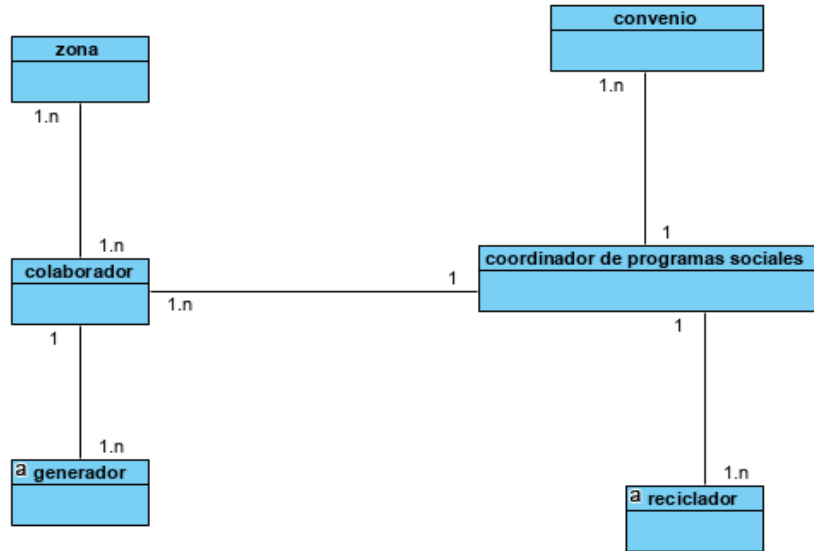 convenio
zona
1.n
1.n
1.n
1
colaborador
coordinador de programas sociales
1
1.n
1
1
1.n
1.n
a generador
a reciclador